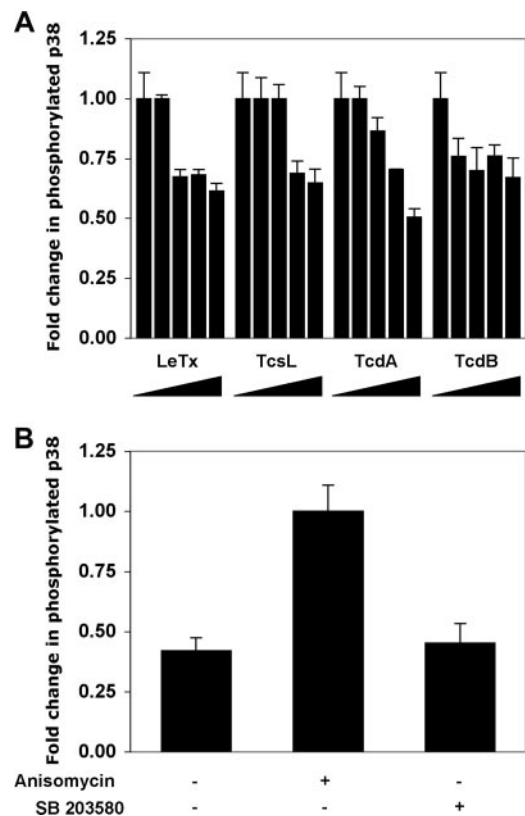 A
Fold change in phosphorylated p38
1.25
1.00
0.75
0.50
0.25
0.00
LeTx TcsL TcdA TcdB
B
Fold change in phosphorylated p38
1.25
1.00
0.75
0.50
0.25
0.00
Anisomycin - + -
SB 203580 - - +